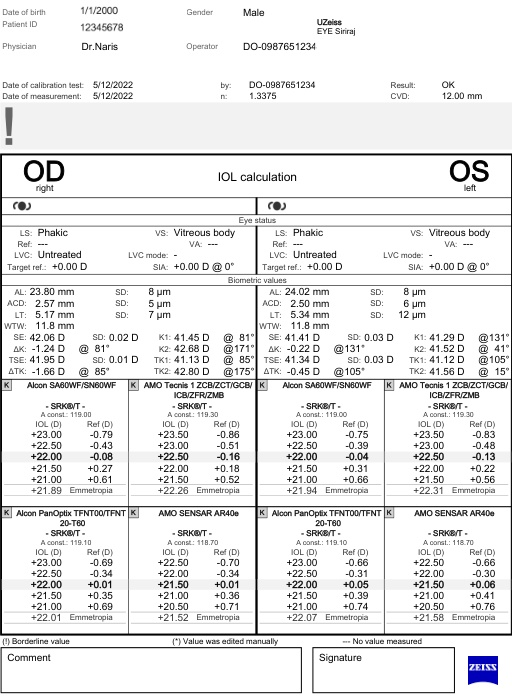 Date of birth 1/1/2000 Gender Male
Patient ID 12345678 UZeiss
EYE Siriraj
Physician Dr.Naris Operator DO-0987651234
Date of calibration test: 5/12/2022 by: DO-0987651234 Result: OK
Date of measurement: 5/12/2022 n: 1.3375 CVD: 12.00 mm
!
OD IOL calculation OS
right left
Eye status
LS: Phakic VS: Vitreous body LS: Phakic VS: Vitreous body
Ref: --- VA: --- Ref: --- VA: ---
LVC: Untreated LVC mode: - LVC: Untreated LVC mode: -
Target ref.: +0.00 D SIA: +0.00 D @ 0° Target ref.: +0.00 D SIA: +0.00 D @ 0°
Biometric values
AL: 23.80 mm SD: 8 µm AL: 24.02 mm SD: 8 µm
ACD: 2.57 mm SD: 5 µm ACD: 2.50 mm SD: 6 µm
LT: 5.17 mm SD: 7 µm LT: 5.34 mm SD: 12 µm
WTW: 11.8 mm WTW: 11.8 mm
SE: 42.06 D SD: 0.02 D K1: 41.45 D @ 81° SE: 41.41 D SD: 0.03 D K1: 41.29 D @131°
ΔK: -1.24 D @ 81° K2: 42.68 D @171° ΔK: -0.22 D @131° K2: 41.52 D @ 41°
TSE: 41.95 D SD: 0.01 D TK1: 41.13 D @ 85° TSE: 41.34 D SD: 0.03 D TK1: 41.12 D @105°
ΔTK: -1.66 D @ 85° TK2: 42.80 D @175° ΔTK: -0.45 D @105° TK2: 41.56 D @ 15°
K Alcon SA60WF/SN60WF K AMO Tecnis 1 ZCB/ZCT/GCB/ K Alcon SA60WF/SN60WF K AMO Tecnis 1 ZCB/ZCT/GCB/
ICB/ZFR/ZMB ICB/ZFR/ZMB
- SRK®/T - - SRK®/T - - SRK®/T - - SRK®/T -
A const.: 119.00 A const.: 119.30 A const.: 119.00 A const.: 119.30
IOL (D) Ref (D) IOL (D) Ref (D) IOL (D) Ref (D) IOL (D) Ref (D)
+23.00 -0.79 +23.50 -0.86 +23.00 -0.75 +23.50 -0.83
+22.50 -0.43 +23.00 -0.51 +22.50 -0.39 +23.00 -0.48
+22.00 -0.08 +22.50 -0.16 +22.00 -0.04 +22.50 -0.13
+21.50 +0.27 +22.00 +0.18 +21.50 +0.31 +22.00 +0.22
+21.00 +0.61 +21.50 +0.52 +21.00 +0.66 +21.50 +0.56
+21.89 Emmetropia +22.26 Emmetropia +21.94 Emmetropia +22.31 Emmetropia
K Alcon PanOptix TFNT00/TFNT K AMO SENSAR AR40e K Alcon PanOptix TFNT00/TFNT K AMO SENSAR AR40e
20-T60 20-T60
- SRK®/T - - SRK®/T - - SRK®/T - - SRK®/T -
A const.: 119.10 A const.: 118.70 A const.: 119.10 A const.: 118.70
IOL (D) Ref (D) IOL (D) Ref (D) IOL (D) Ref (D) IOL (D) Ref (D)
+23.00 -0.69 +22.50 -0.70 +23.00 -0.66 +22.50 -0.66
+22.50 -0.34 +22.00 -0.34 +22.50 -0.31 +22.00 -0.30
+22.00 +0.01 +21.50 +0.01 +22.00 +0.05 +21.50 +0.06
+21.50 +0.35 +21.00 +0.36 +21.50 +0.39 +21.00 +0.41
+21.00 +0.69 +20.50 +0.71 +21.00 +0.74 +20.50 +0.76
+22.01 Emmetropia +21.52 Emmetropia +22.07 Emmetropia +21.58 Emmetropia
(!) Borderline value (*) Value was edited manually --- No value measured
Comment Signature
ZEISS